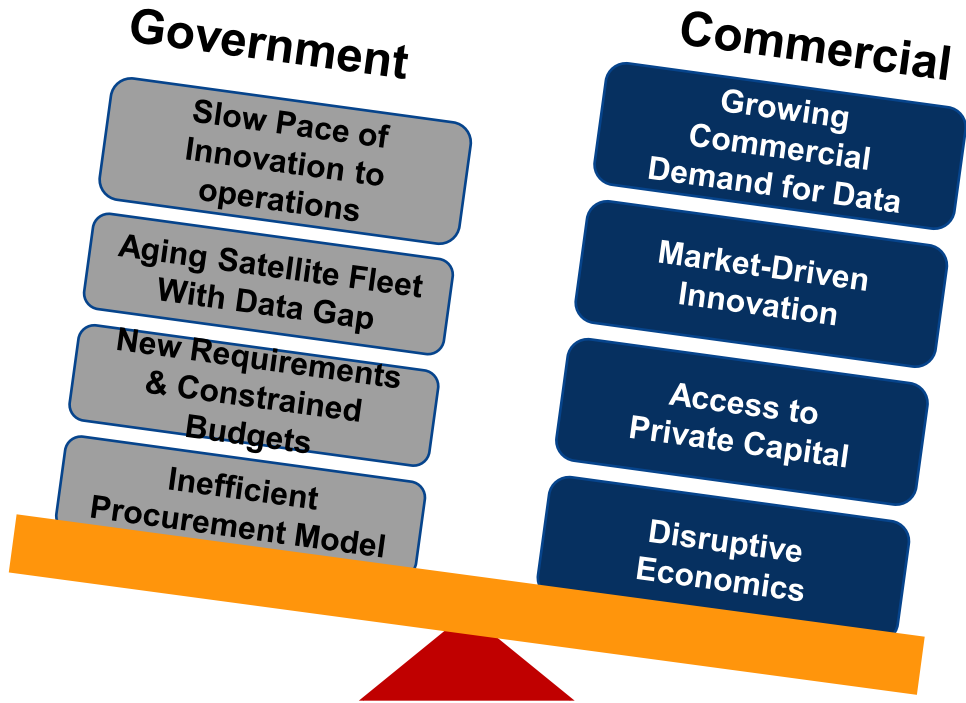 Government
Slow Pace of
Innovation to
operations
Aging Satellite Fleet
With Data Gap
New Requirements
& Constrained
Budgets
Inefficient
Procurement Model
Commercial
Growing
Commercial
Demand for Data
Market-Driven
Innovation
Access to
Private Capital
Disruptive
Economics